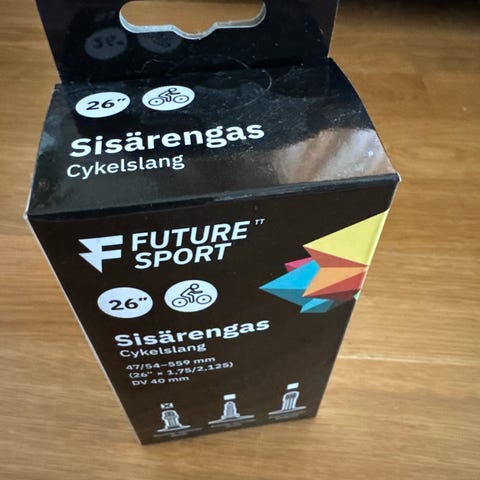 26”
Sisärengas
Cykelslang
FUTURE TT
SPORT
26”
Sisärengas
Cykelslang
47/54–559 mm
(26” × 1.75/2.125)
DV 40 mm